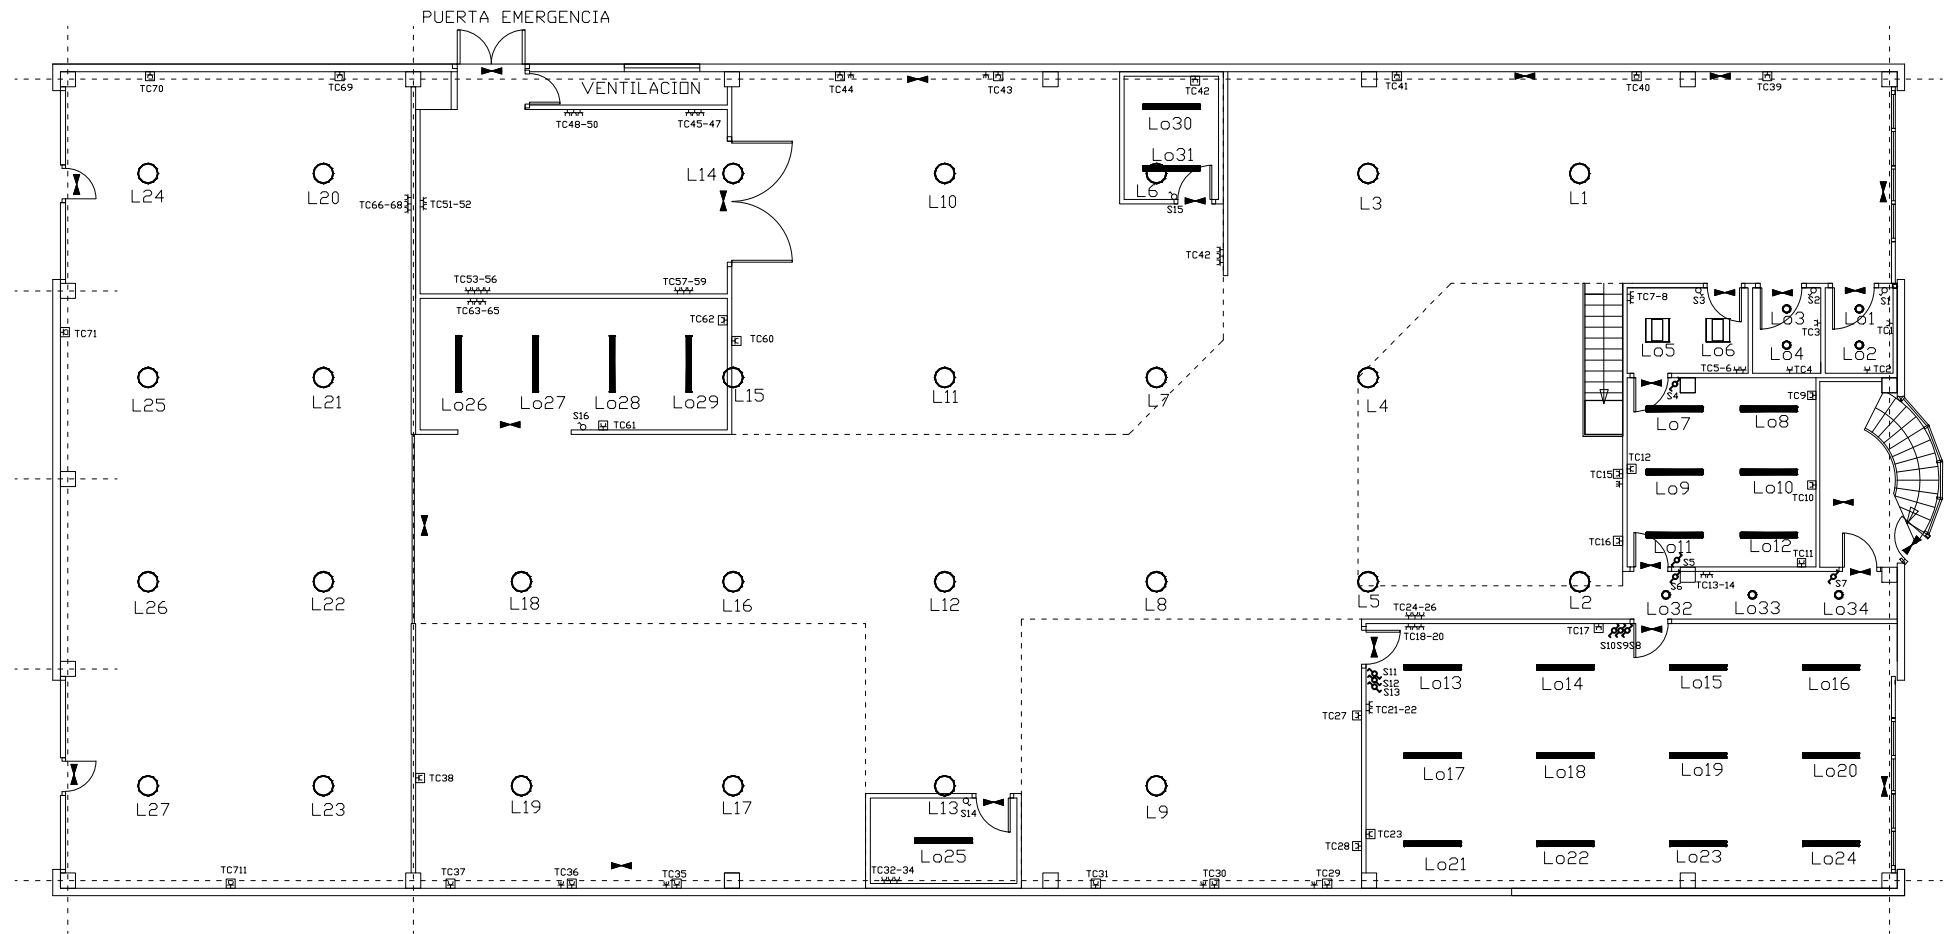 PUERTA EMERGENCIA
VENTILACION
TC70
TC69
TC44
TC43
TC42
TC41
TC40
TC39
TC48-50
TC45-47
Lo30
Lo31
L24
L20
TC66-68
TC51-52
L14
L10
L6
S15
L3
L1
TC42
TC53-56
TC57-59
TC63-65
TC62
TC60
TC71
TC7-8
S3
S2
S1
Lo3
Lo1
TC3
TC1
Lo5
Lo6
Lo4
Lo2
TC5-6
TC4
TC2
L25
L21
Lo26
Lo27
Lo28
Lo29
L15
L11
L7
L4
S16
TC61
S4
TC9
Lo7
Lo8
TC12
TC15
Lo9
Lo10
TC10
TC16
Lo11
Lo12
TC11
S5
S6
TC13-14
S7
L26
L22
L18
L16
L12
L8
L5
L2
Lo32
Lo33
Lo34
TC24-26
TC18-20
TC17
S10S9S8
S11
S12
S13
Lo13
Lo14
Lo15
Lo16
TC21-22
TC27
TC38
Lo17
Lo18
Lo19
Lo20
L27
L23
L19
L17
L13
S14
L9
TC23
TC28
Lo25
Lo21
Lo22
Lo23
Lo24
TC711
TC37
TC36
TC35
TC32-34
TC31
TC30
TC29